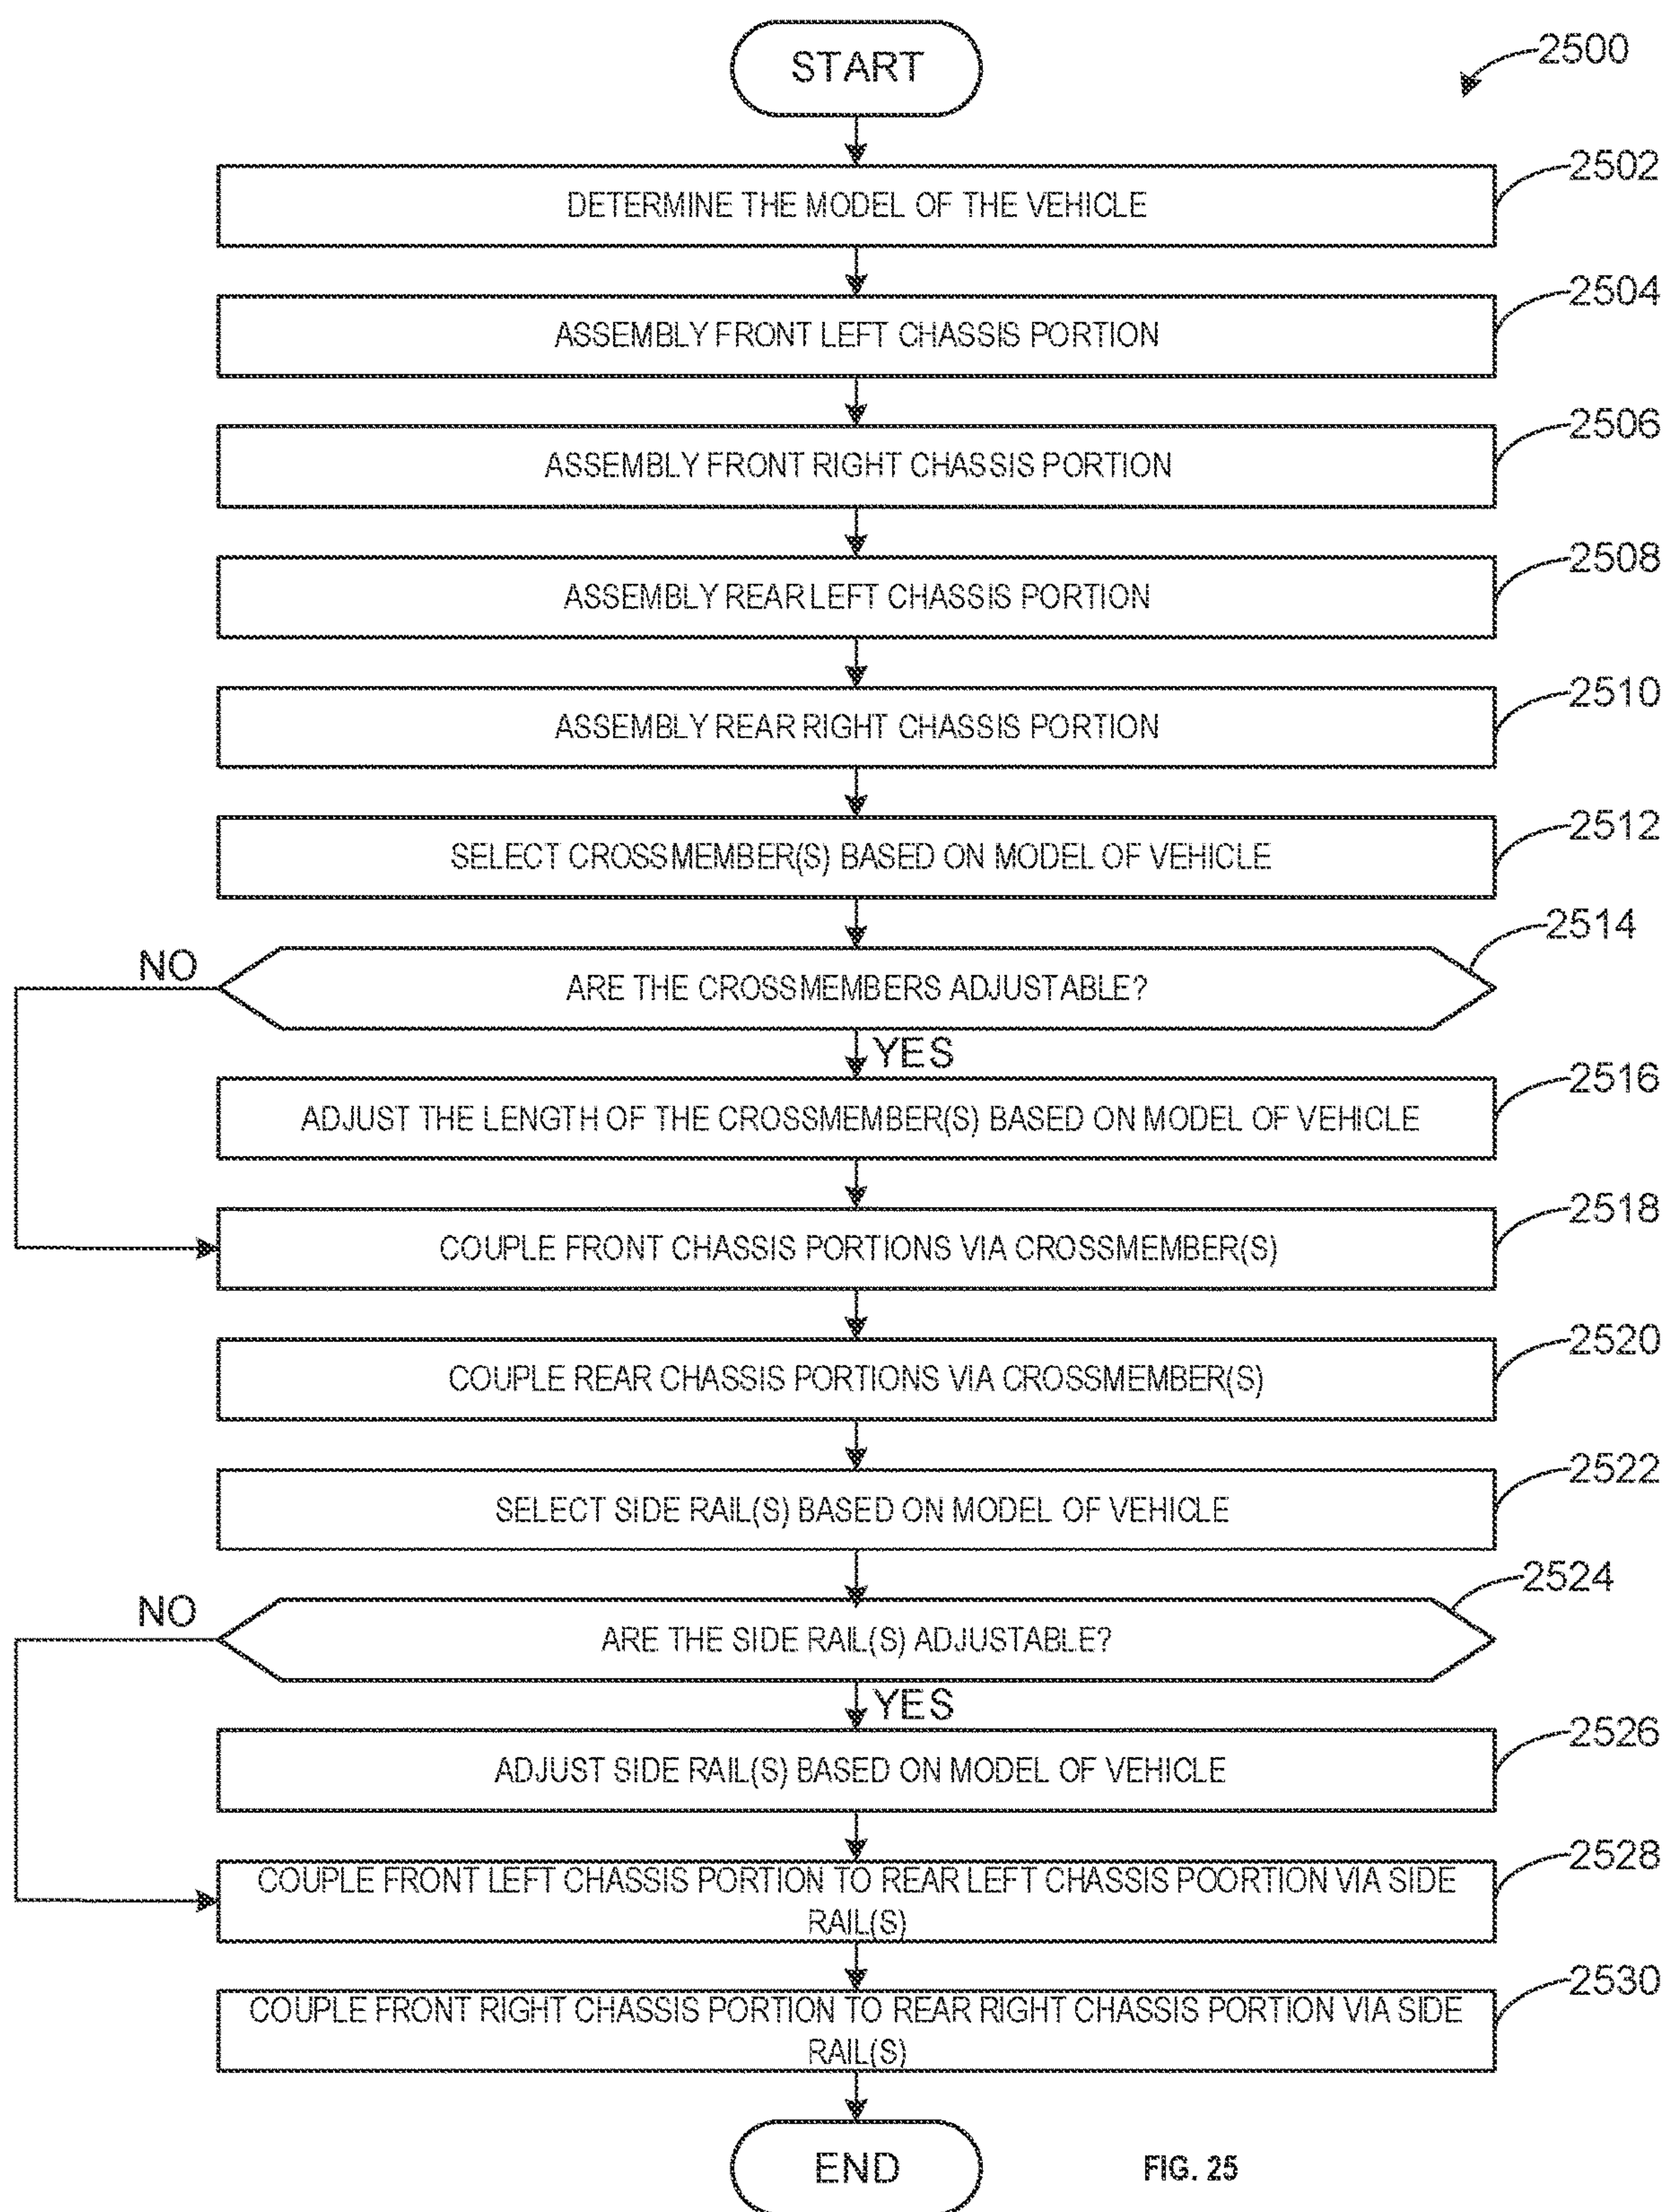 START
2500
DETERMINE THE MODEL OF THE VEHICLE
2502
ASSEMBLY FRONT LEFT CHASSIS PORTION
2504
ASSEMBLY FRONT RIGHT CHASSIS PORTION
2506
ASSEMBLY REAR LEFT CHASSIS PORTION
2508
ASSEMBLY REAR RIGHT CHASSIS PORTION
2510
SELECT CROSSMEMBER(S) BASED ON MODEL OF VEHICLE
2512
NO
ARE THE CROSSMEMBERS ADJUSTABLE?
2514
YES
ADJUST THE LENGTH OF THE CROSSMEMBER(S) BASED ON MODEL OF VEHICLE
2516
COUPLE FRONT CHASSIS PORTIONS VIA CROSSMEMBER(S)
2518
COUPLE REAR CHASSIS PORTIONS VIA CROSSMEMBER(S)
2520
SELECT SIDE RAIL(S) BASED ON MODEL OF VEHICLE
2522
NO
ARE THE SIDE RAIL(S) ADJUSTABLE?
2524
YES
ADJUST SIDE RAIL(S) BASED ON MODEL OF VEHICLE
2526
COUPLE FRONT LEFT CHASSIS PORTION TO REAR LEFT CHASSIS POORTION VIA SIDE
RAIL(S)
2528
COUPLE FRONT RIGHT CHASSIS PORTION TO REAR RIGHT CHASSIS PORTION VIA SIDE
RAIL(S)
2530
END
FIG. 25